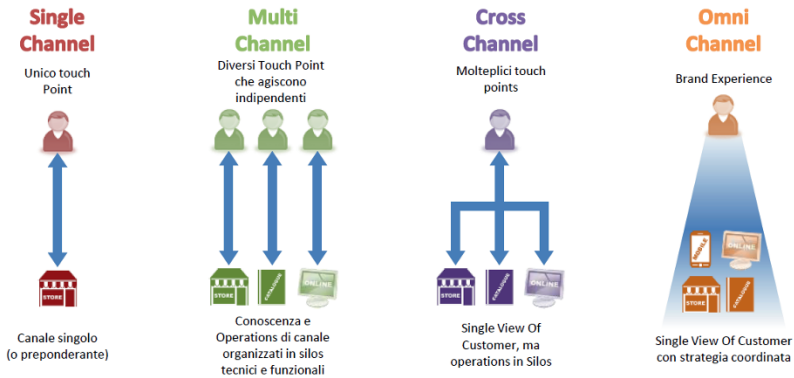 Single
Channel
Unico touch
Point
STORE
Canale singolo
(o preponderante)
Multi
Channel
Diversi Touch Point
che agiscono
indipendenti
STORE
CATALOGUE
ONLINE
Conoscenza e
Operations di canale
organizzati in silos
tecnici e funzionali
Cross
Channel
Molteplici touch
points
STORE
CATALOGUE
ONLINE
Single View Of
Customer, ma
operations in Silos
Omni
Channel
Brand Experience
MOBILE
ONLINE
STORE
CATALOGUE
Single View Of Customer
con strategia coordinata